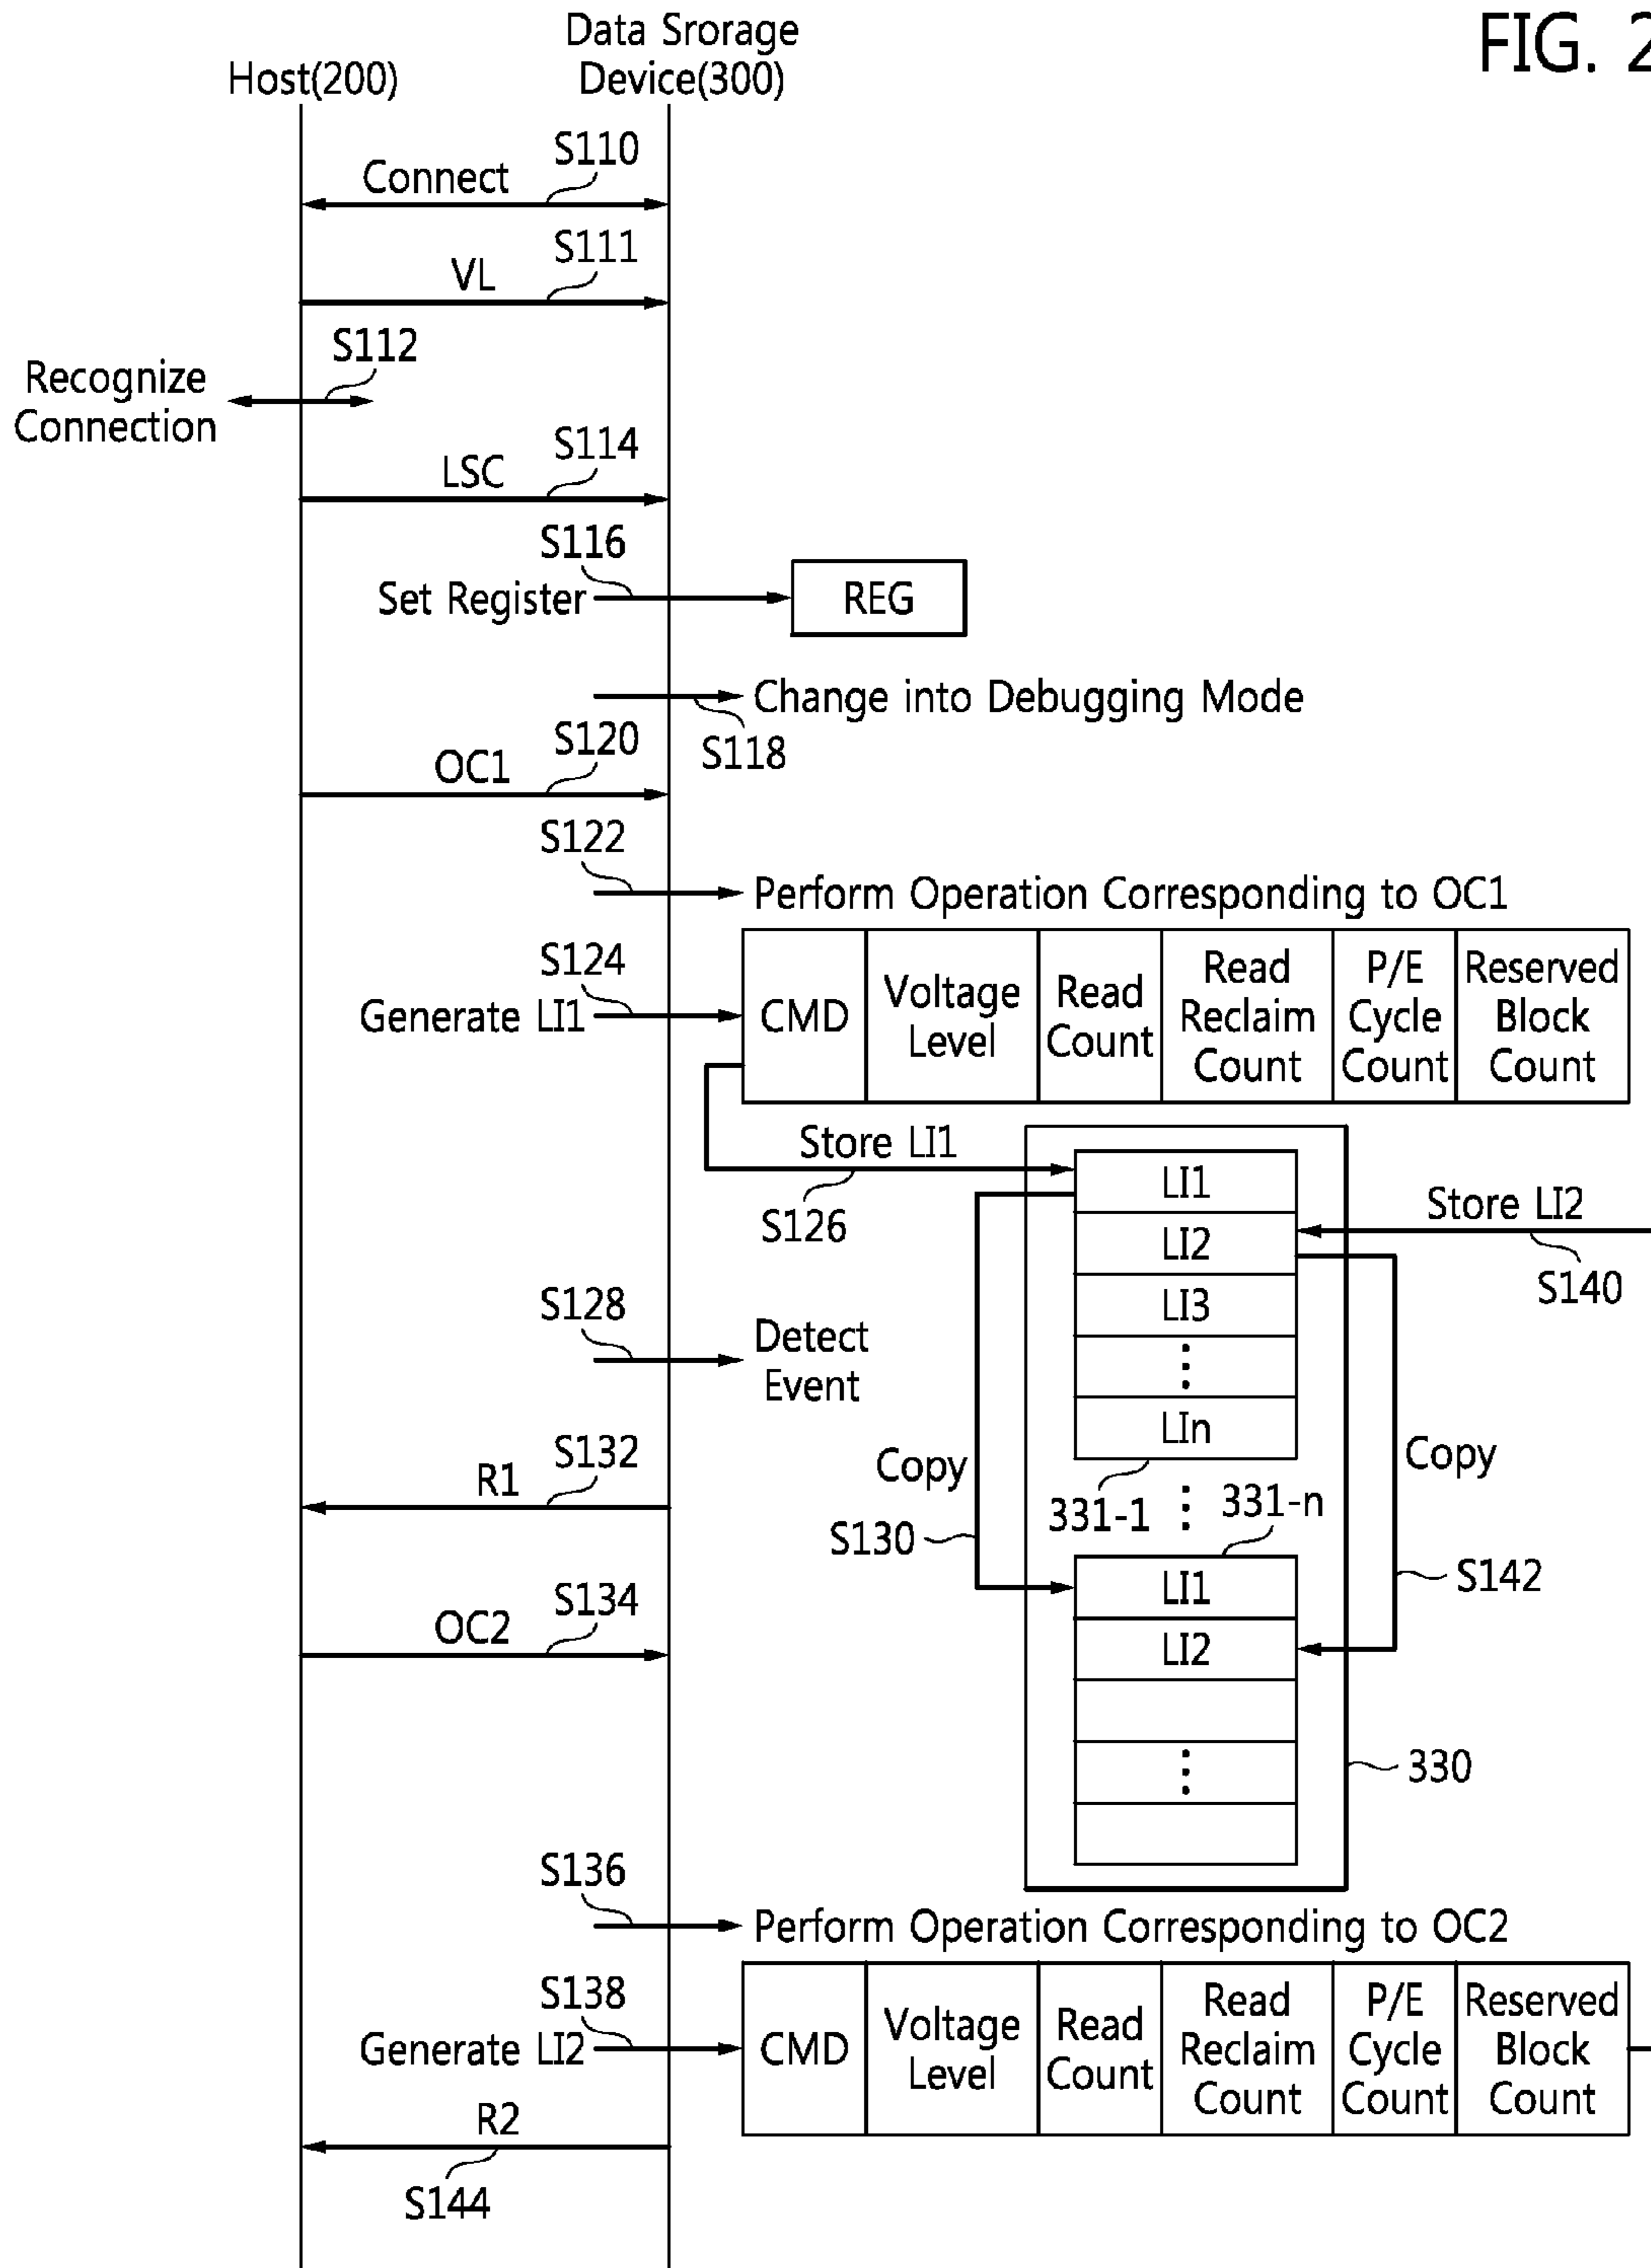 FIG. 2
Data Srorage
Device(300)
Host(200)
S110
Connect
S111
VL
S112
Recognize
Connection
S114
LSC
S116
Set Register
REG
Change into Debugging Mode
S118
S120
OC1
S122
Perform Operation Corresponding to OC1
S124
Generate LI1
CMD
Voltage
Level
Read
Count
Read
Reclaim
Count
P/E
Cycle
Count
Reserved
Block
Count
Store LI1
S126
LI1
LI2
LI3
LIn
Store LI2
S140
S128
Detect
Event
Copy
S130
Copy
S142
331-1
331-n
S132
R1
LI1
LI2
S134
OC2
330
S136
Perform Operation Corresponding to OC2
S138
Generate LI2
CMD
Voltage
Level
Read
Count
Read
Reclaim
Count
P/E
Cycle
Count
Reserved
Block
Count
R2
S144